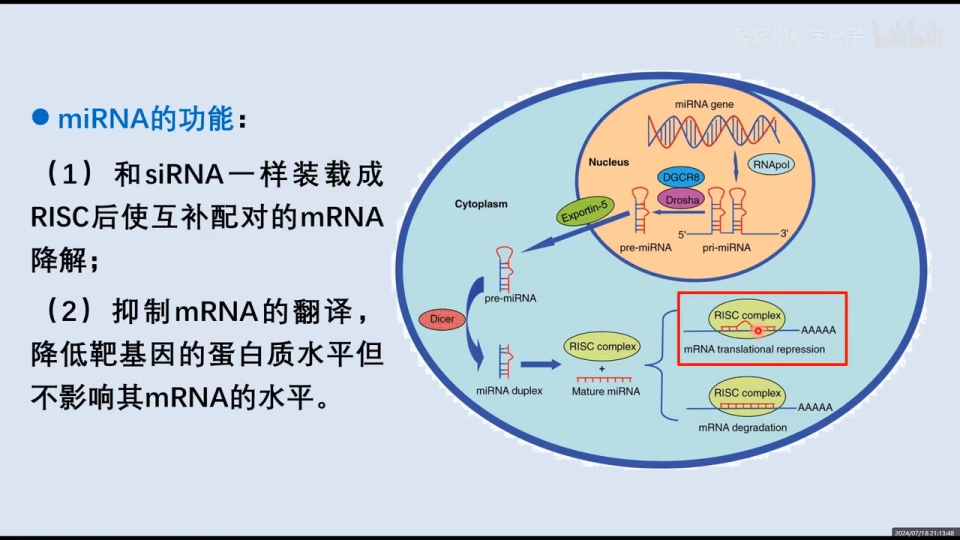 bilibili
● miRNA的功能：
（1）和siRNA一样装载成
RISC后使互补配对的mRNA
降解；
（2）抑制mRNA的翻译，
降低靶基因的蛋白质水平但
不影响其mRNA的水平。
miRNA gene
Nucleus
RNApol
DGCR8
Drosha
Cytoplasm
Exportin-5
5'
3'
pre-miRNA
pri-miRNA
pre-miRNA
Dicer
RISC complex
AAAAA
mRNA translational repression
RISC complex
+
miRNA duplex
Mature miRNA
RISC complex
AAAAA
mRNA degradation
2024/07/18 21:13:48